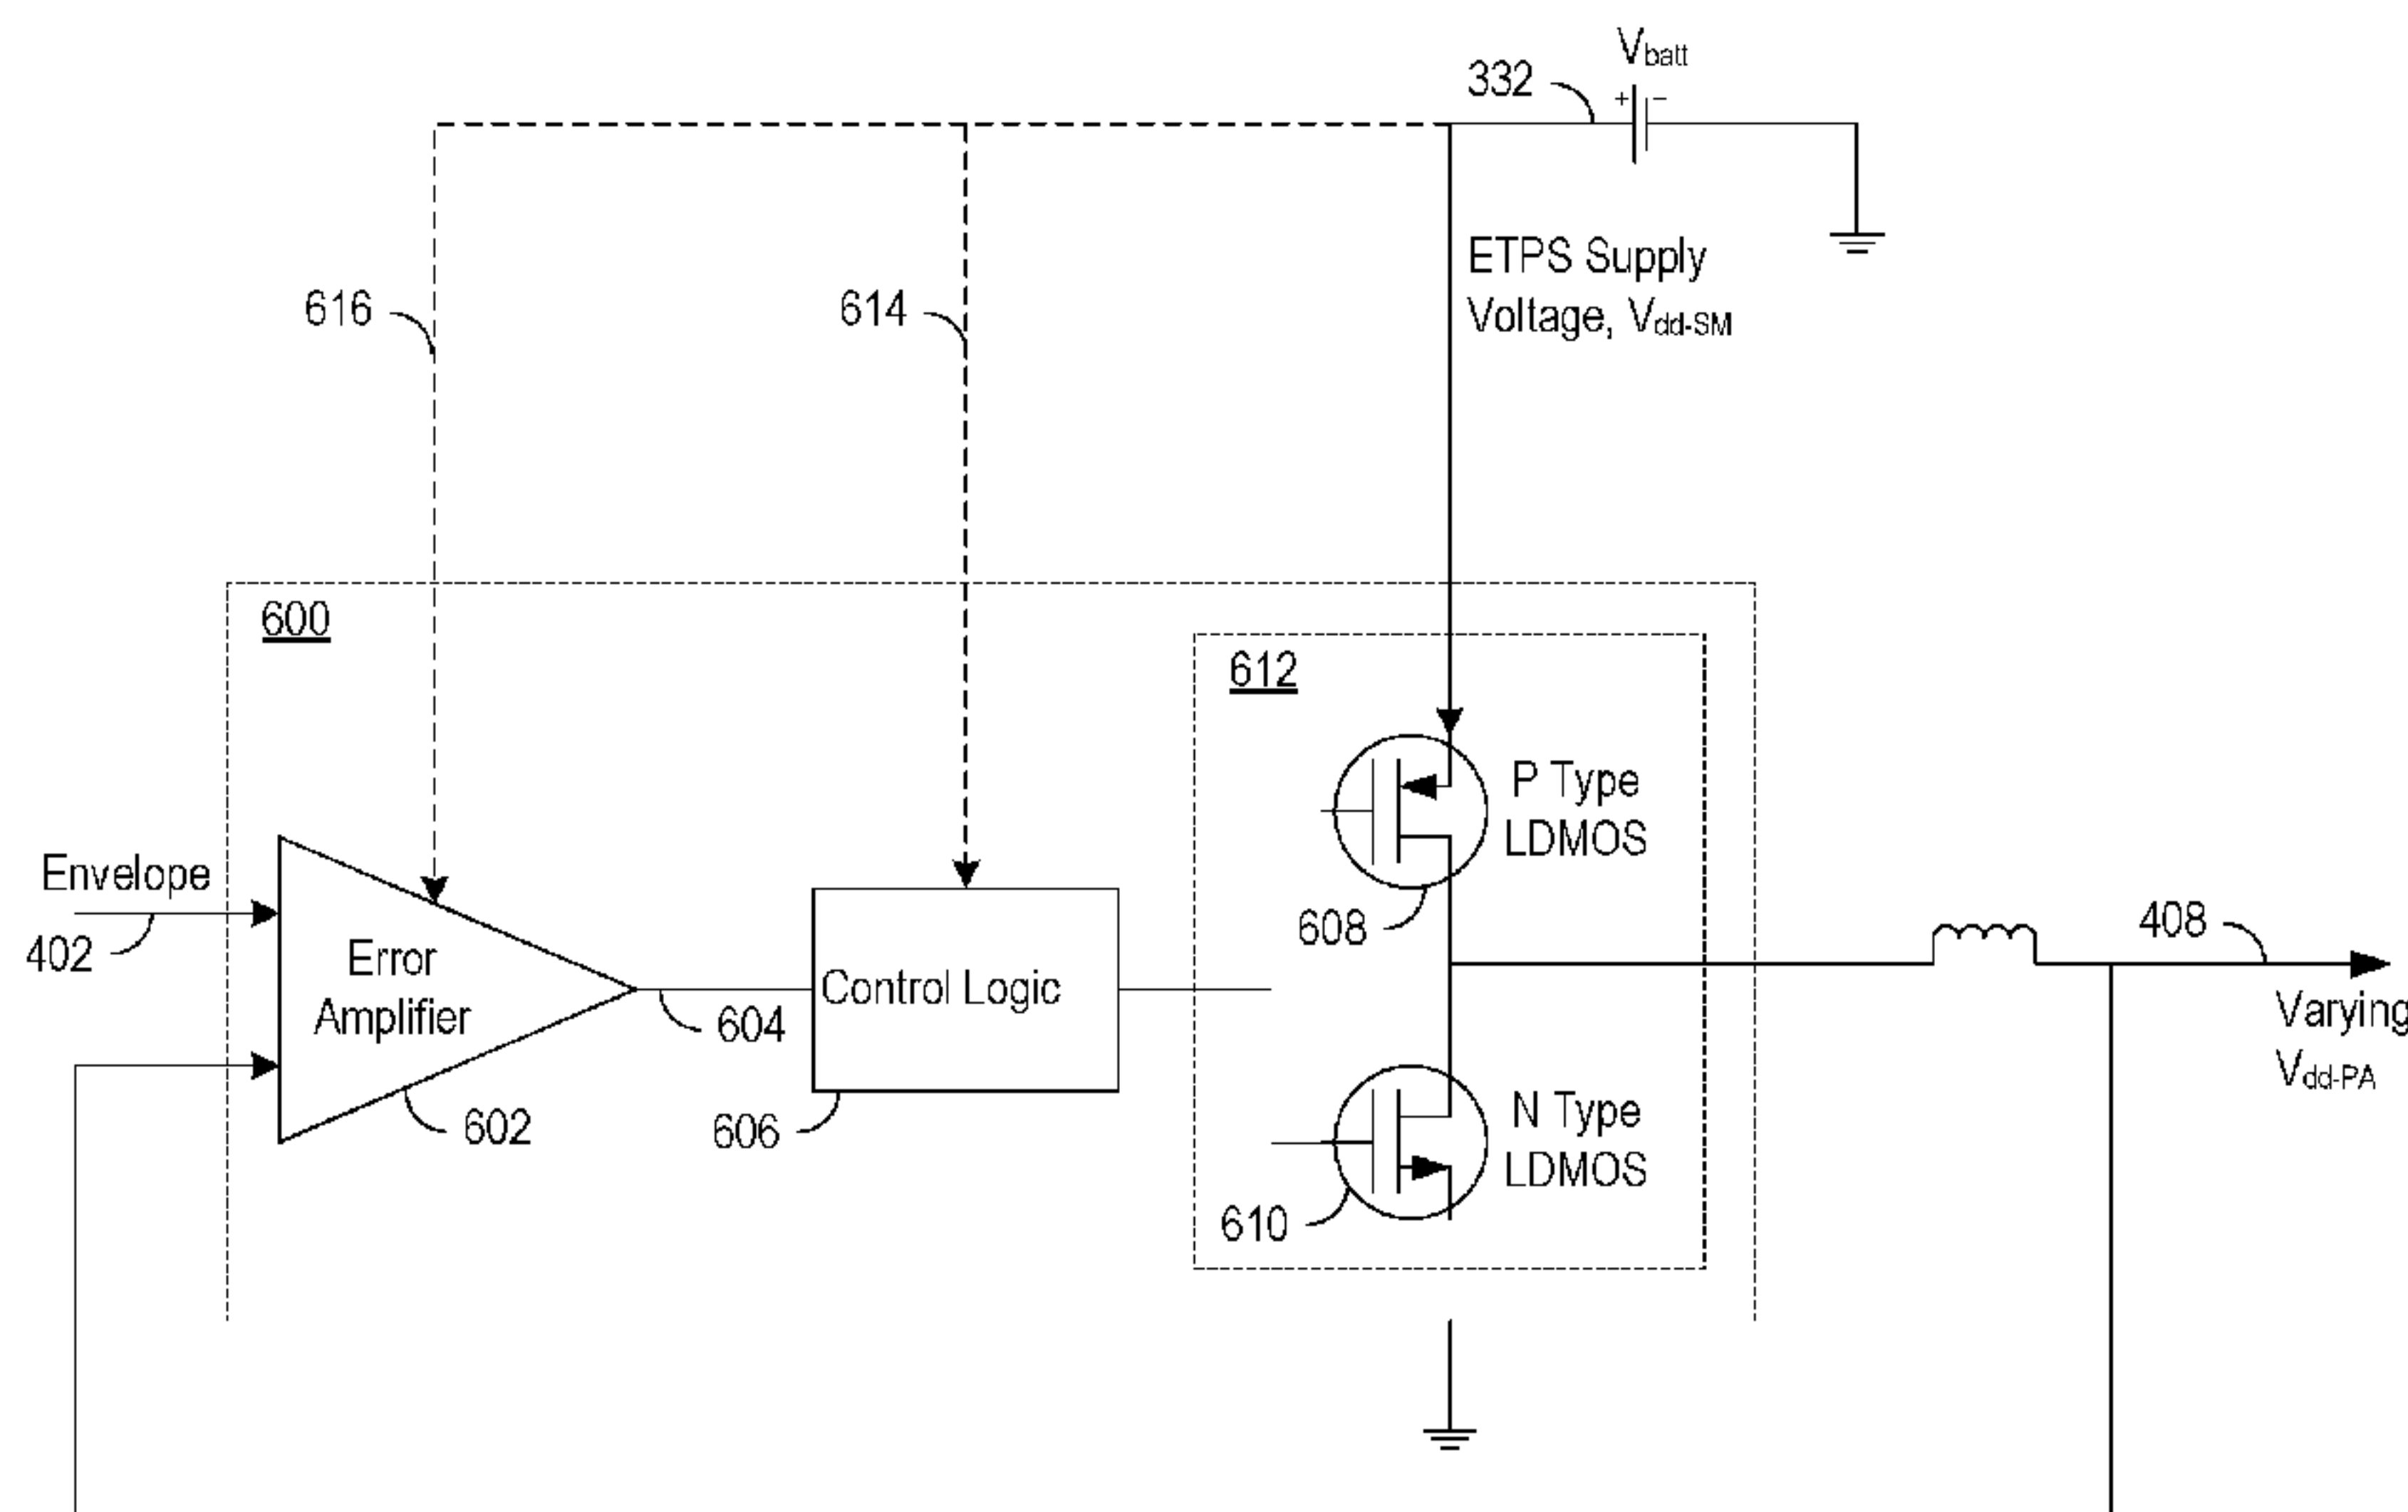 Vbatt
332
+ −
ETPS Supply
Voltage, Vdd-SM
616
614
600
612
P Type
LDMOS
608
Envelope
402
Error
Amplifier
602
604
Control Logic
606
408
Varying
Vdd-PA
N Type
LDMOS
610